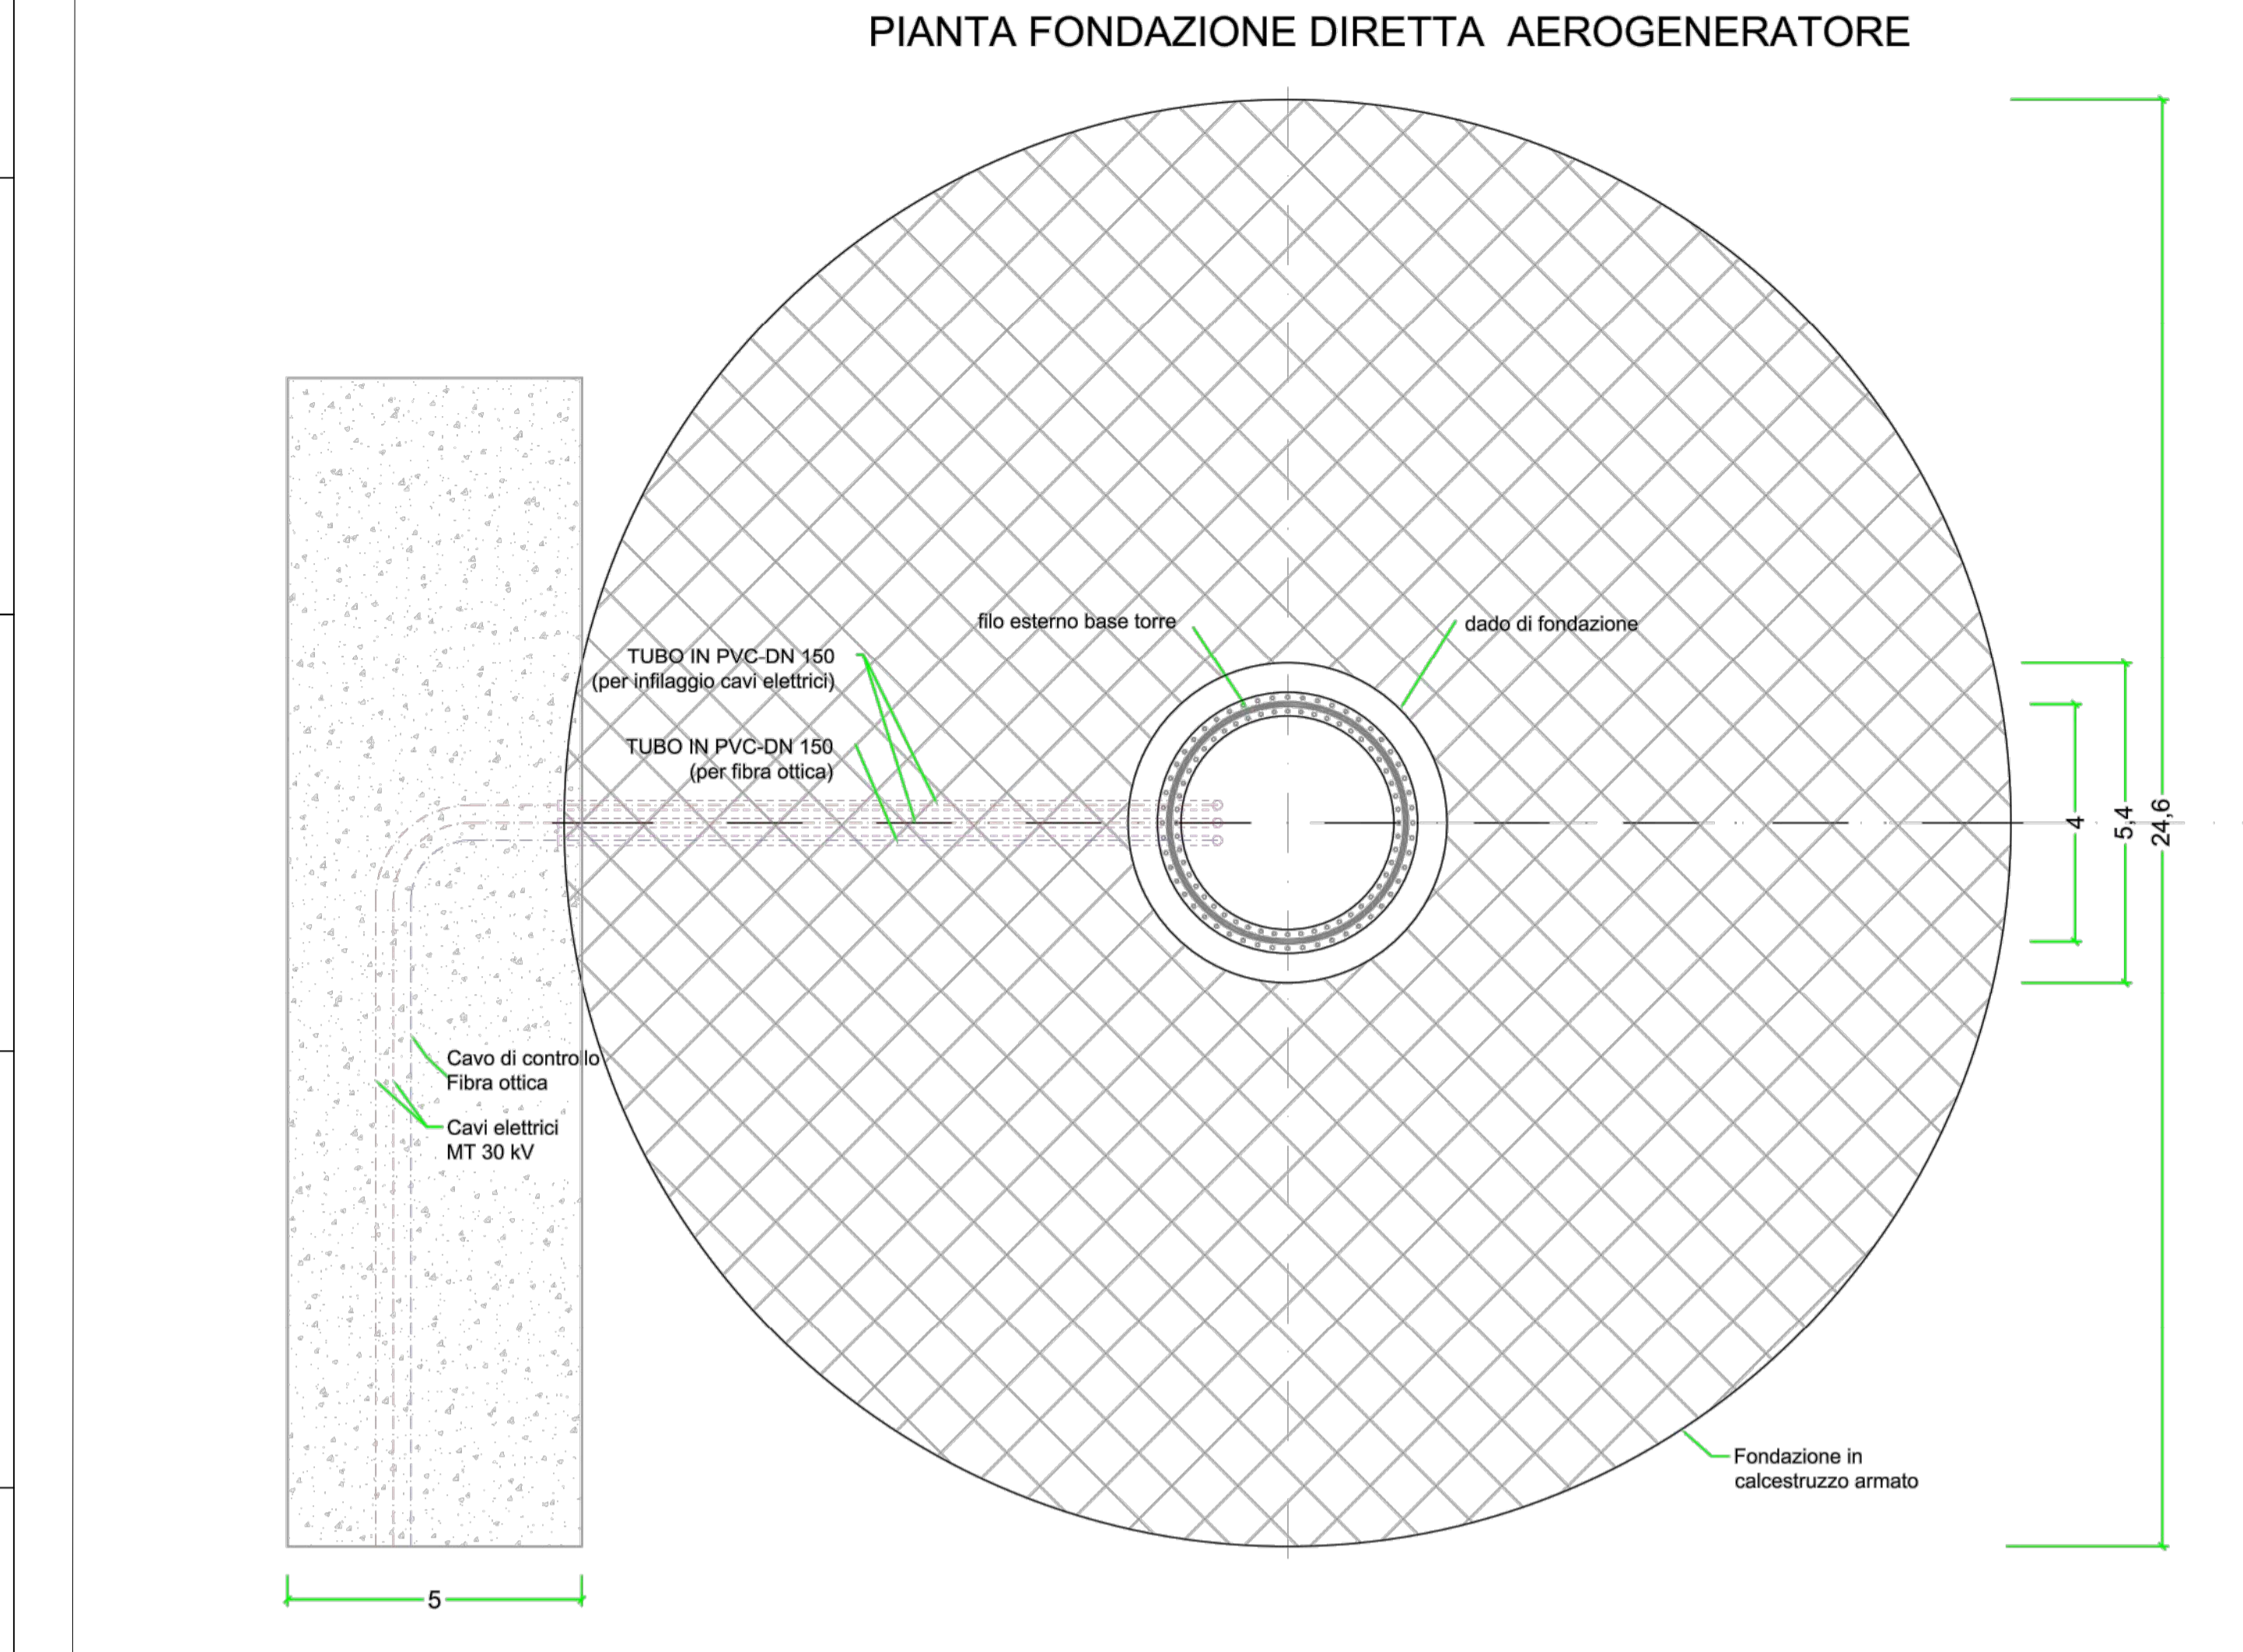 PIANTA FONDAZIONE DIRETTA AEROGENERATORE
filo esterno base torre
dado di fondazione
TUBO IN PVC-DN 150
(per infilaggio cavi elettrici)
TUBO IN PVC-DN 150
(per fibra ottica)
4
5,4
24,6
Cavo di controllo
Fibra ottica
Cavi elettrici
MT 30 kV
Fondazione in
calcestruzzo armato
5